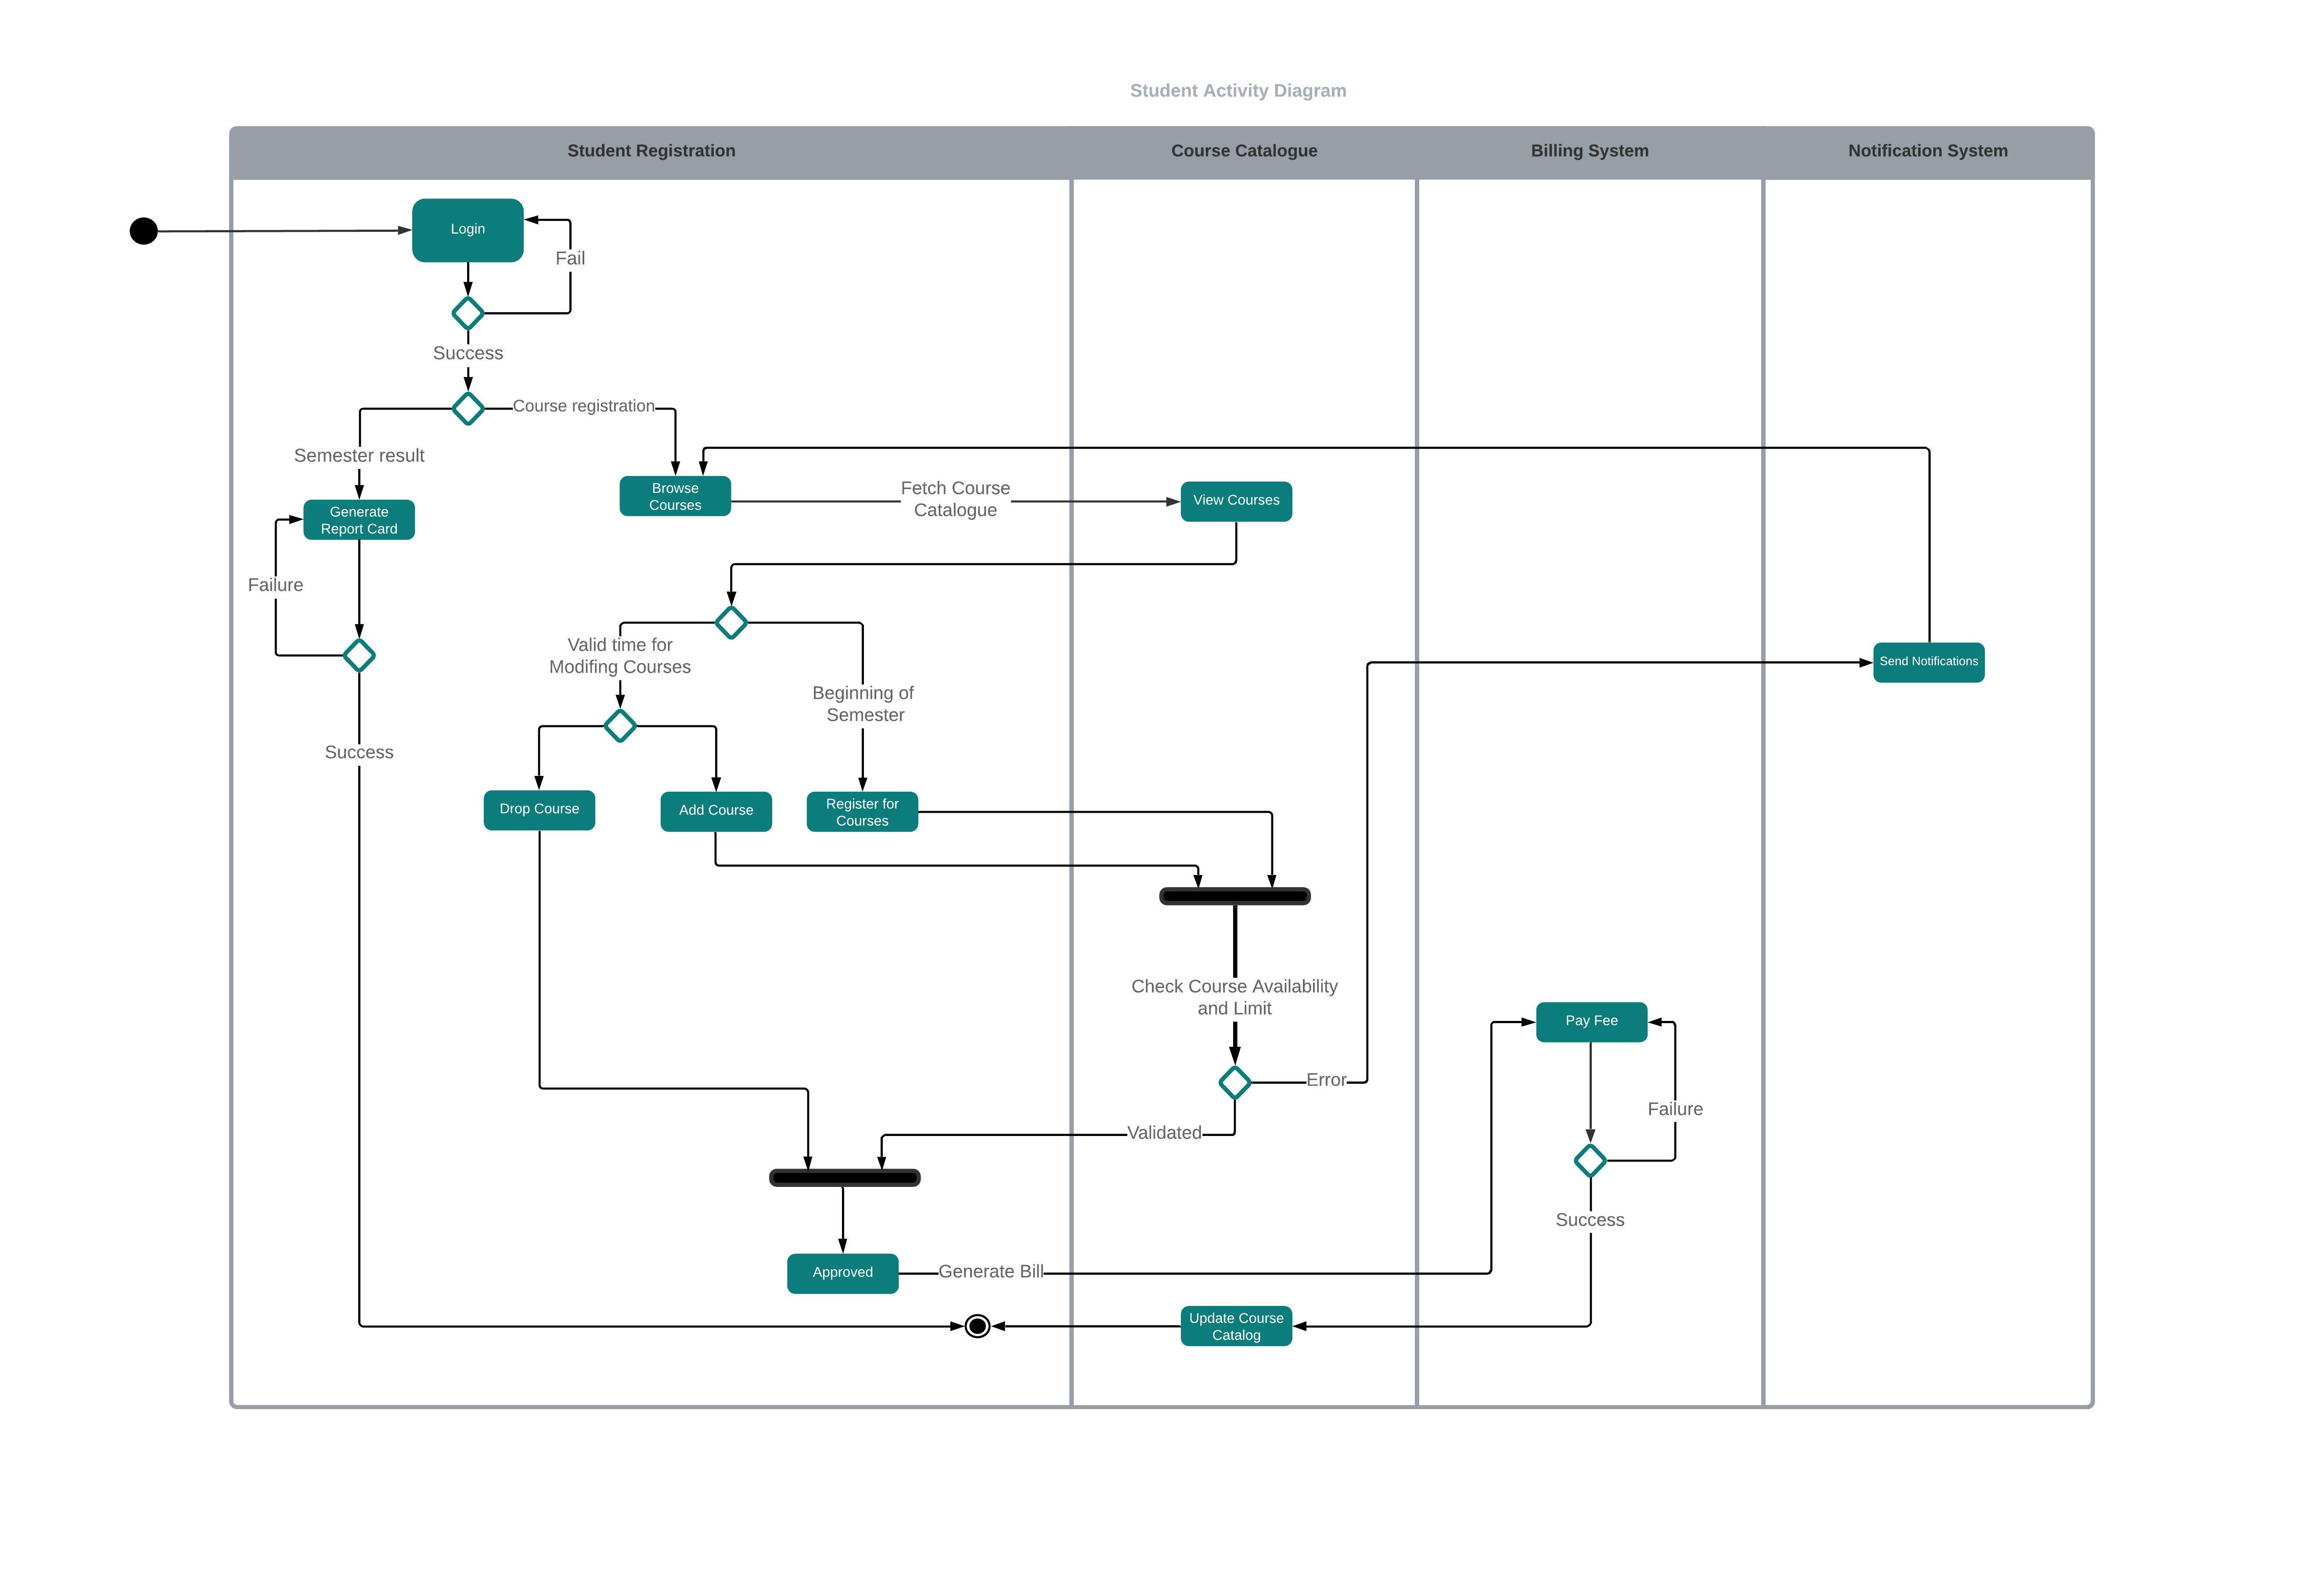 Student Activity Diagram
Student Registration
Course Catalogue
Billing System
Notification System
Login
Fail
Success
Course registration
Semester result
Browse
Courses
Fetch Course
Catalogue
View Courses
Generate
Report Card
Failure
Valid time for
Modifing Courses
Send Notifications
Beginning of
Semester
Success
Drop Course
Add Course
Register for
Courses
Check Course Availability
and Limit
Pay Fee
Error
Failure
Validated
Success
Approved
Generate Bill
Update Course
Catalog